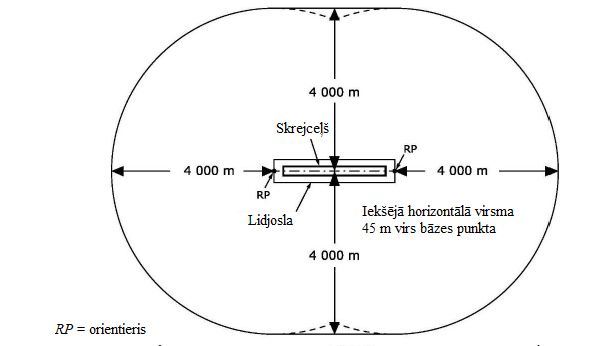 4 000 m
Skrejceļš
RP
4 000 m
4 000 m
RP
Lidjosla
Iekšējā horizontālā virsma
45 m virs bāzes punkta
4 000 m
RP = orientieris